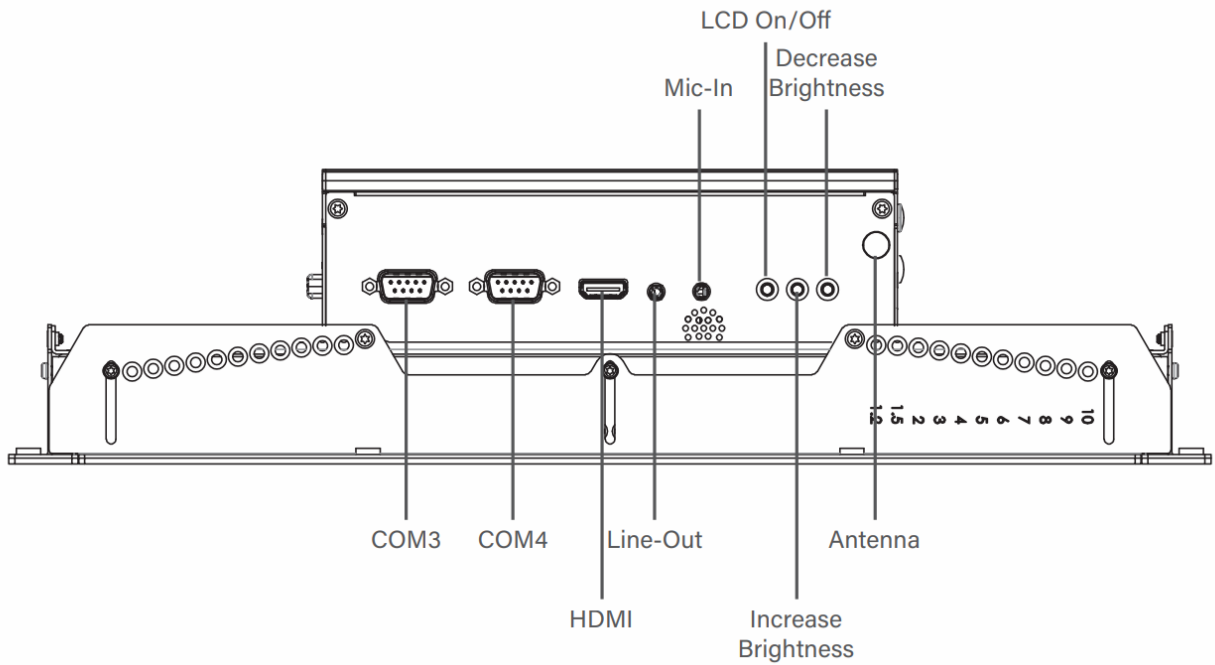 LCD On/Off
Decrease
Brightness
Mic-In
1.2
1.5
2
3
4
5
6
7
8
9
10
COM3
COM4
Line-Out
Antenna
HDMI
Increase
Brightness